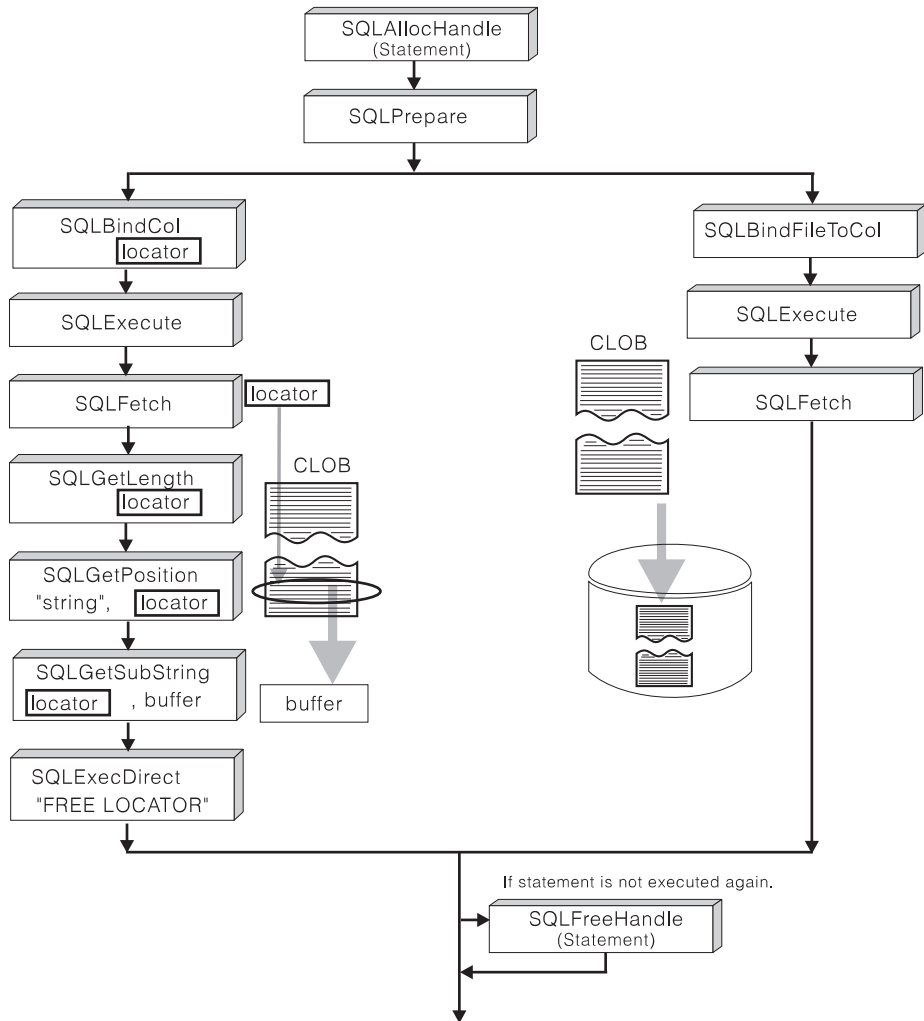 SQLAllocHandle
(Statement)
SQLPrepare
SQLBindCol
locator
SQLExecute
SQLFetch
locator
SQLGetLength
locator
SQLGetPosition
"string", locator
SQLGetSubString
locator , buffer
SQLExecDirect
"FREE LOCATOR"
CLOB
buffer
SQLBindFileToCol
SQLExecute
SQLFetch
CLOB
If statement is not executed again.
SQLFreeHandle
(Statement)